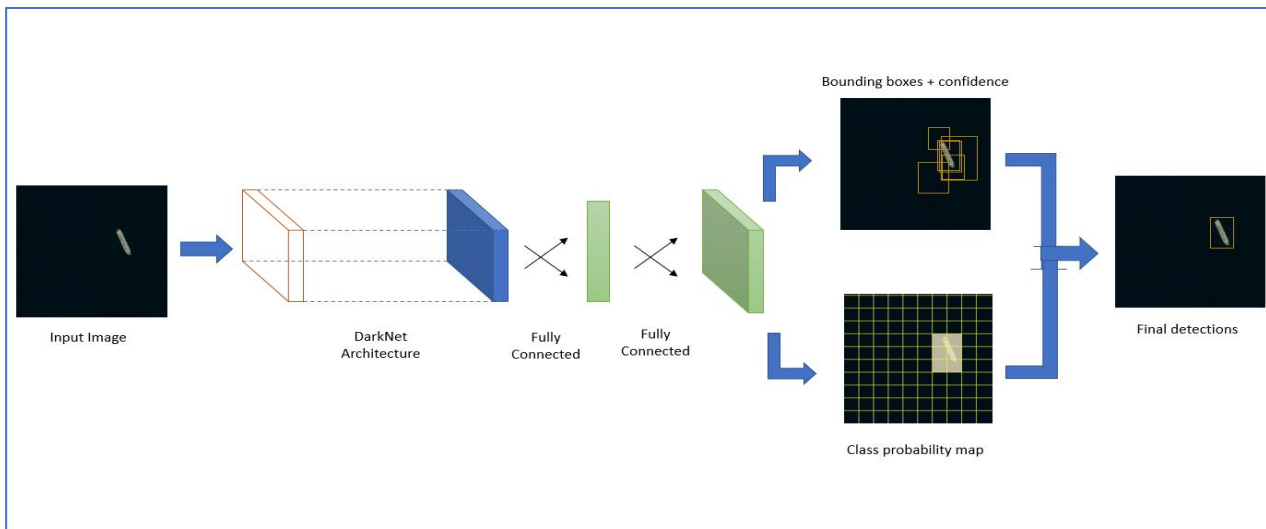 Bounding boxes + confidence
Input Image
DarkNet
Architecture
Fully
Connected
Fully
Connected
Class probability map
Final detections